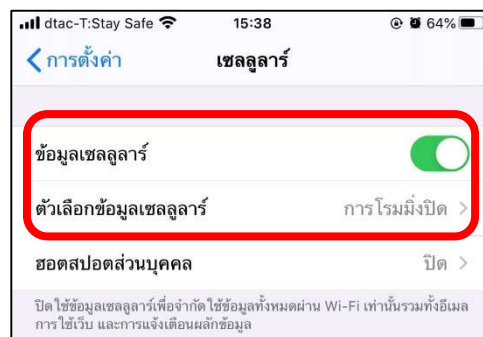 dtac-T:Stay Safe 15:38 64%
การตั้งค่า เซลลูลาร์
ข้อมูลเซลลูลาร์
ตัวเลือกข้อมูลเซลลูลาร์ การโรมมิ่งปิด
ฮอตสปอตส่วนบุคคล ปิด
ปิดใช้ข้อมูลเซลลูลาร์เพื่อจำกัดใช้ข้อมูลทั้งหมดผ่าน Wi-Fi เท่านั้นรวมทั้งอีเมล
การใช้เว็บ และการแจ้งเตือนผลักข้อมูล